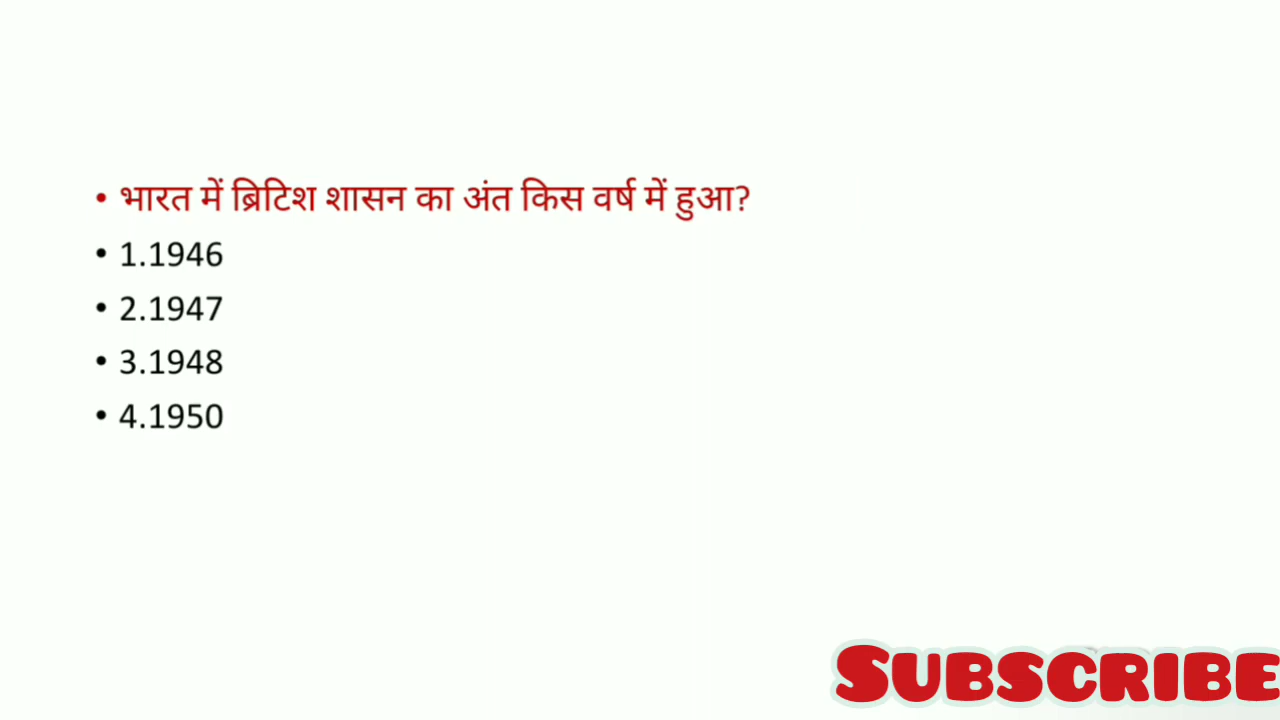 • भारत में ब्रिटिश शासन का अंत किस वर्ष में हुआ?
• 1.1946
• 2.1947
• 3.1948
• 4.1950
SUBSCRIBE